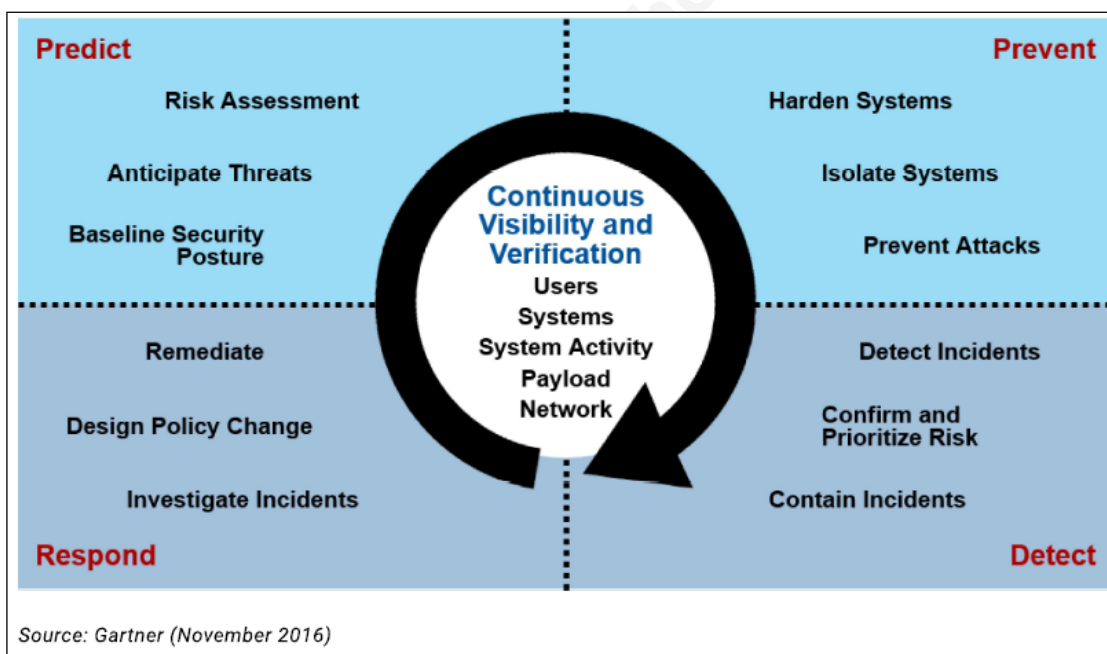 Predict
Risk Assessment
Anticipate Threats
Baseline Security
Posture
Prevent
Harden Systems
Isolate Systems
Prevent Attacks
Continuous
Visibility and
Verification
Users
Systems
System Activity
Payload
Network
Remediate
Design Policy Change
Investigate Incidents
Respond
Detect Incidents
Confirm and
Prioritize Risk
Contain Incidents
Detect
Source: Gartner (November 2016)